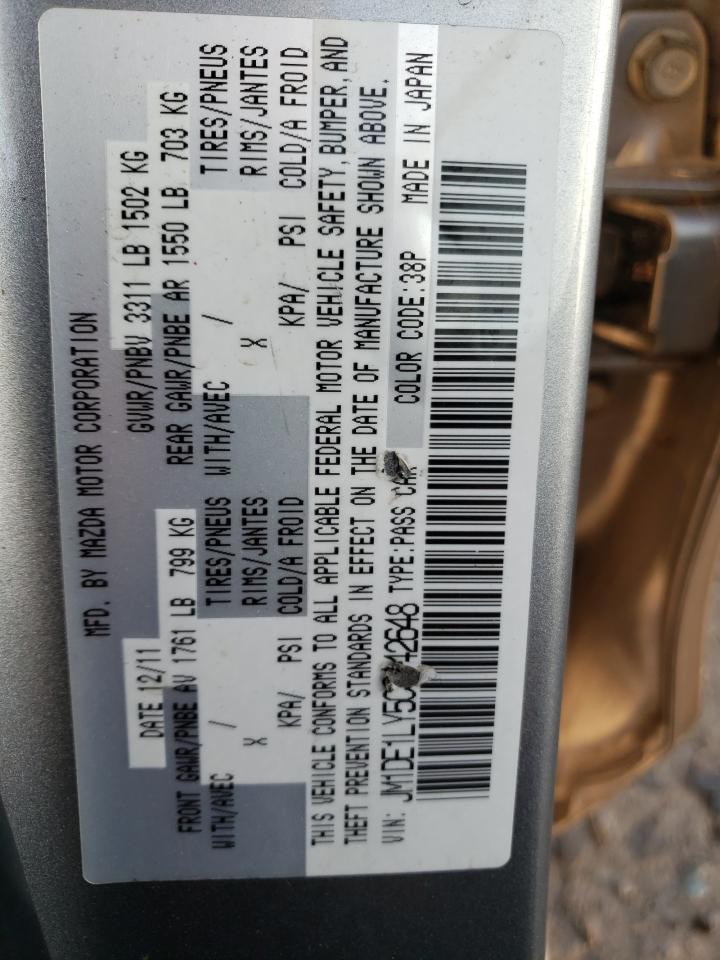 MFD. BY MAZDA MOTOR CORPORATION
DATE 12/11 GVWR/PNBV 3311 LB 1502 KG
FRONT GAWR/PNBE AV 1761 LB 799 KG REAR GAWR/PNBE AR 1550 LB 703 KG
WITH/AVEC / TIRES/PNEUS WITH/AVEC / TIRES/PNEUS
X RIMS/JANTES X RIMS/JANTES
KPA/ PSI COLD/A FROID KPA/ PSI COLD/A FROID
THIS VEHICLE CONFORMS TO ALL APPLICABLE FEDERAL MOTOR VEHICLE SAFETY, BUMPER, AND
THEFT PREVENTION STANDARDS IN EFFECT ON THE DATE OF MANUFACTURE SHOWN ABOVE.
VIN: TYPE:PASS CAR COLOR CODE:38P MADE IN JAPAN